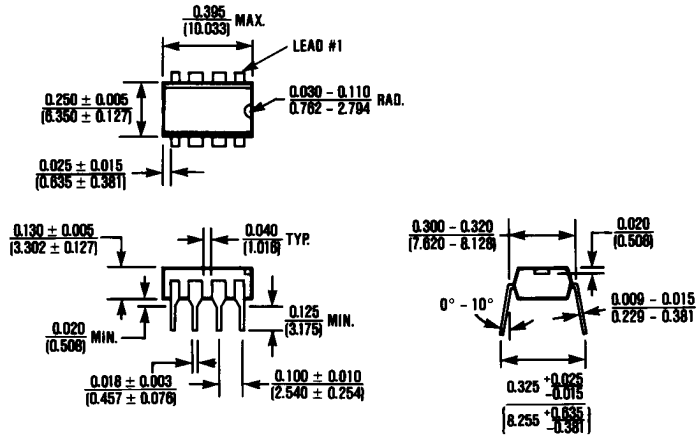 0.395
(10.033)
MAX.
LEAD #1
0.250 ± 0.005
(6.350 ± 0.127)
0.030 – 0.110
0.762 – 2.794
RAD.
0.025 ± 0.015
(0.635 ± 0.381)
0.130 ± 0.005
(3.302 ± 0.127)
0.040
(1.016)
TYP.
0.300 – 0.320
(7.620 – 8.128)
0.020
(0.508)
0.020
(0.508)
MIN.
0.125
(3.175)
MIN.
0° – 10°
0.009 – 0.015
0.229 – 0.381
0.018 ± 0.003
(0.457 ± 0.076)
0.100 ± 0.010
(2.540 ± 0.254)
0.325 +0.025
–0.015
(8.255 +0.635
–0.381)